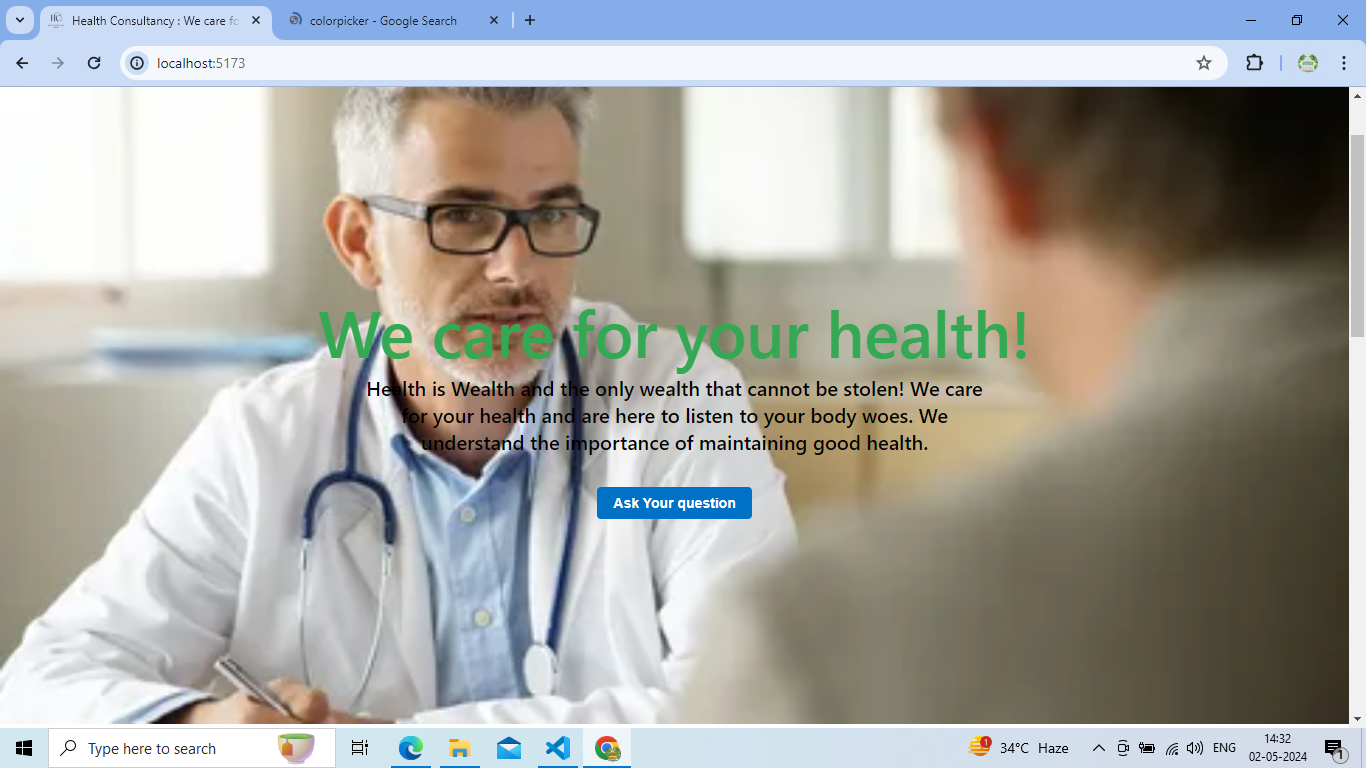 Health Consultancy : We care fo
colorpicker - Google Search
localhost:5173
We care for your health!
Health is Wealth and the only wealth that cannot be stolen! We care
for your health and are here to listen to your body woes. We
understand the importance of maintaining good health.
Ask Your question
Type here to search
1
34°C Haze
ENG
14:32
02-05-2024
1